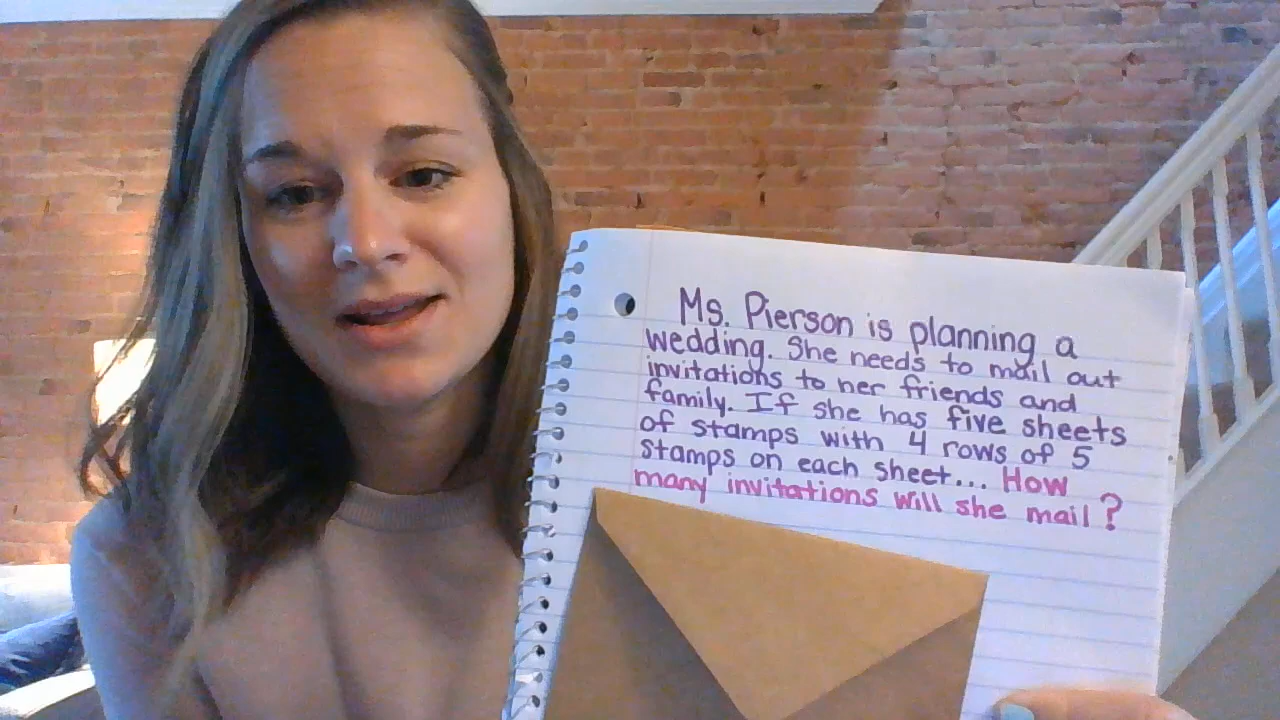 Ms. Pierson is planning a
wedding. She needs to mail out
invitations to her friends and
family. If she has five sheets
of stamps with 4 rows of 5
stamps on each sheet... How
many invitations will she mail?